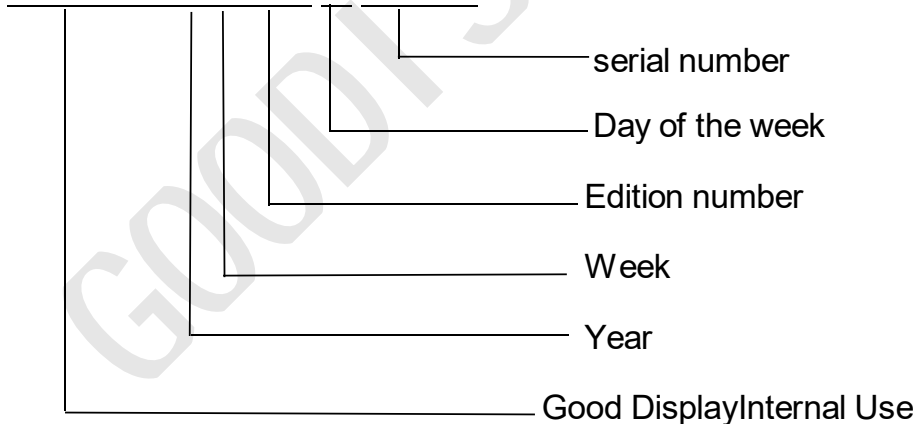 serial number
Day of the week
Edition number
Week
Year
Good DisplayInternal Use